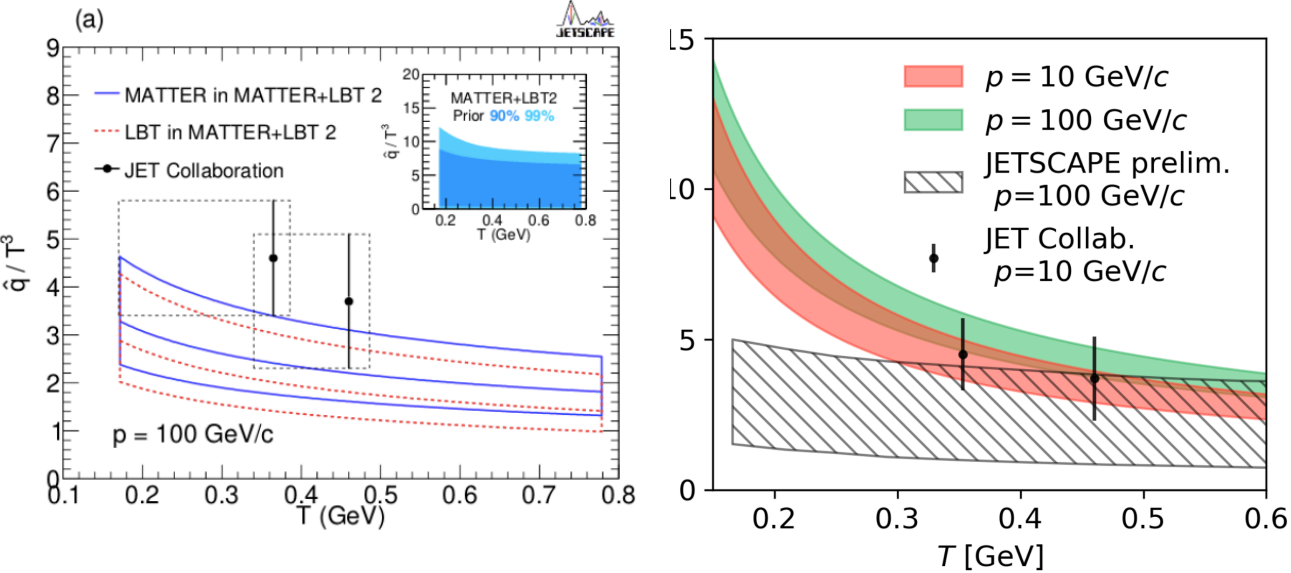 (a)
JETSCAPE
9
8
7
6
5
4
3
2
1
0
q̂ / T³
MATTER in MATTER+LBT 2
LBT in MATTER+LBT 2
JET Collaboration
20
15
10
5
0
q̂ / T³
MATTER+LBT2
Prior 90% 99%
0.2 0.4 0.6 0.8
T (GeV)
p = 100 GeV/c
0.1 0.2 0.3 0.4 0.5 0.6 0.7 0.8
T (GeV)
15
10
5
0
p = 10 GeV/c
p = 100 GeV/c
JETSCAPE prelim.
p=100 GeV/c
JET Collab.
p=10 GeV/c
0.2 0.3 0.4 0.5 0.6
T [GeV]